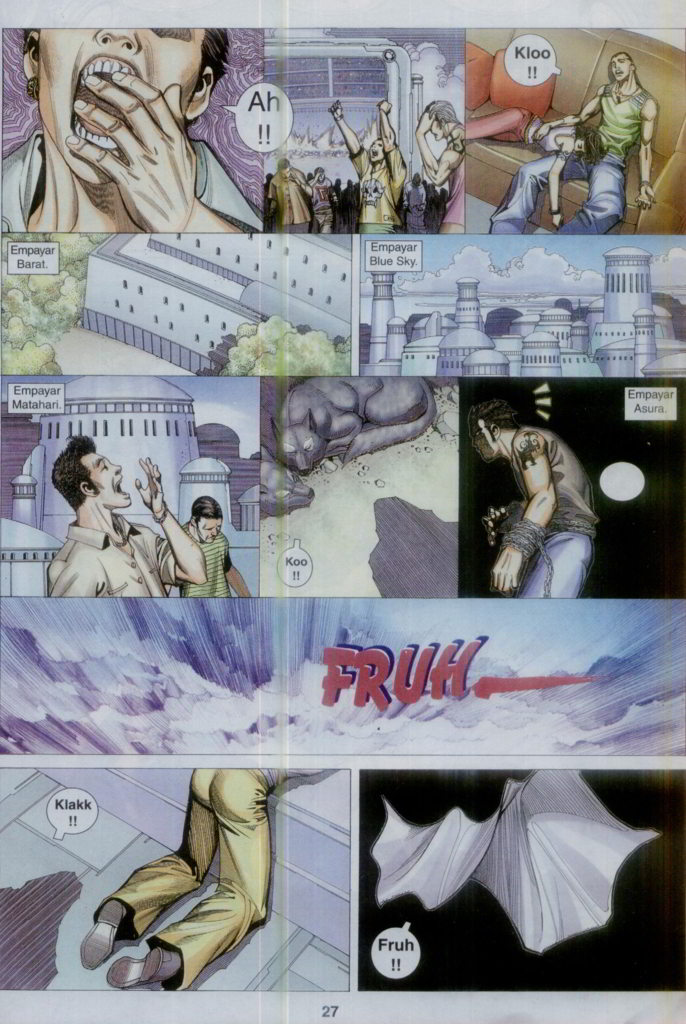 Ah
!!
Kloo
!!
Empayar
Barat.
Empayar
Blue Sky.
Empayar
Matahari.
Koo
!!
Empayar
Asura.
FRUH
Klakk
!!
Fruh
!!
27